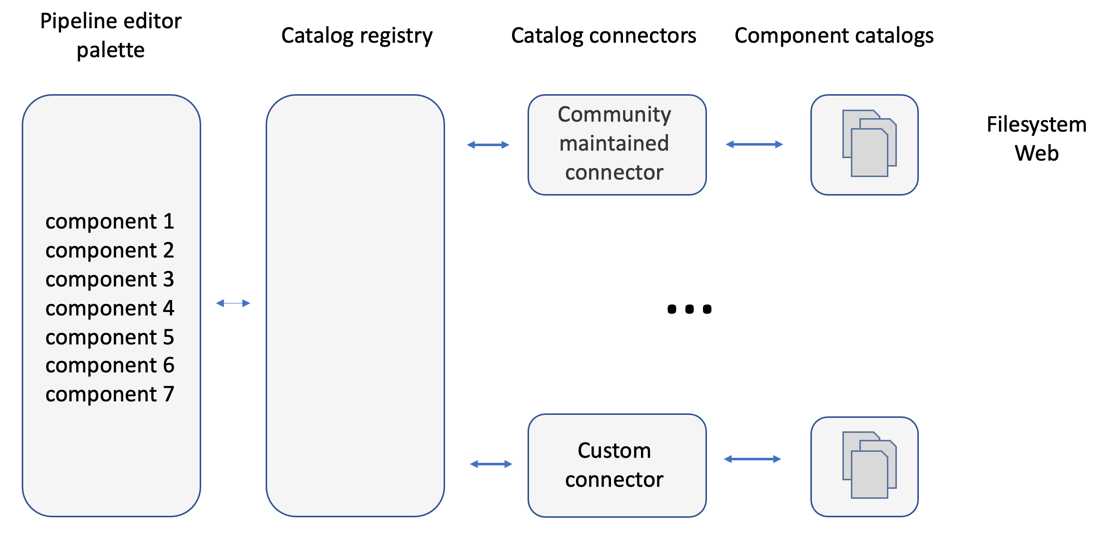 Pipeline editor
palette
Catalog registry
Catalog connectors
Component catalogs
component 1
component 2
component 3
component 4
component 5
component 6
component 7
Community
maintained
connector
Filesystem
Web
...
Custom
connector